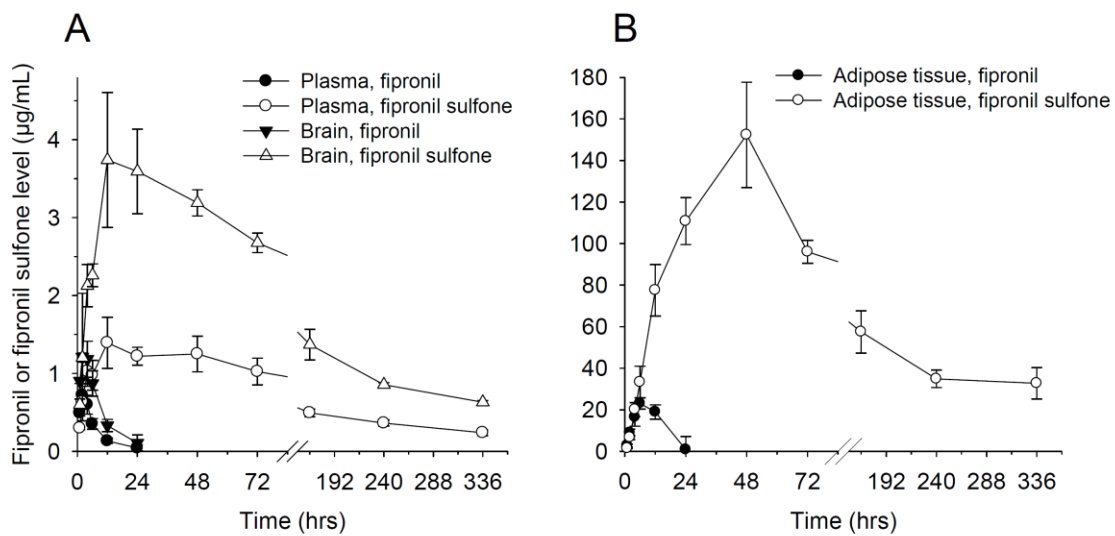 A
Fipronil or fipronil sulfone level (µg/mL)
4
3
2
1
0
Plasma, fipronil
Plasma, fipronil sulfone
Brain, fipronil
Brain, fipronil sulfone
0 24 48 72 192 240 288 336
Time (hrs)
B
180
160
140
120
100
80
60
40
20
0
Adipose tissue, fipronil
Adipose tissue, fipronil sulfone
0 24 48 72 192 240 288 336
Time (hrs)